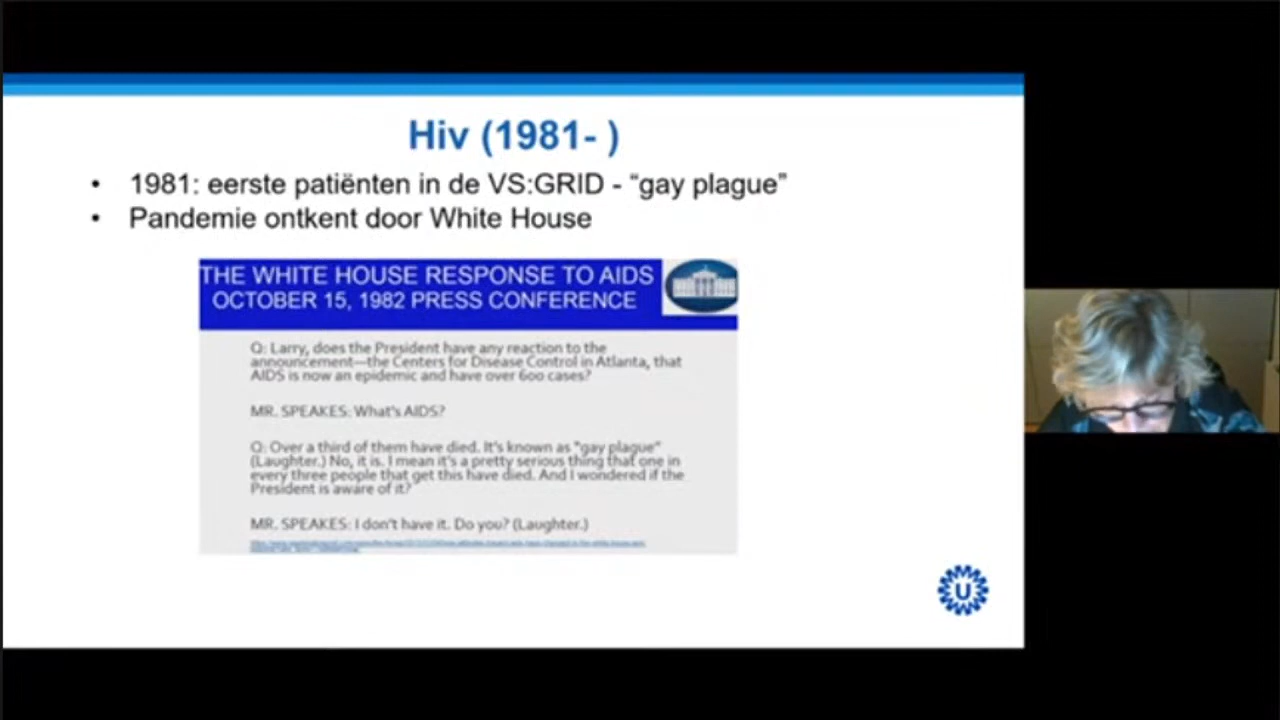 Hiv (1981- )
• 1981: eerste patiënten in de VS:GRID - “gay plague”
• Pandemie ontkent door White House
THE WHITE HOUSE RESPONSE TO AIDS
OCTOBER 15, 1982 PRESS CONFERENCE
Q: Larry, does the President have any reaction to the
announcement—the Centers for Disease Control in Atlanta, that
AIDS is now an epidemic and have over 600 cases?
MR. SPEAKES: What's AIDS?
Q: Over a third of them have died. It's known as "gay plague"
(Laughter.) No, it is. I mean it's a pretty serious thing that one in
every three people that get this have died. And I wondered if the
President is aware of it?
MR. SPEAKES: I don't have it. Do you? (Laughter.)
U